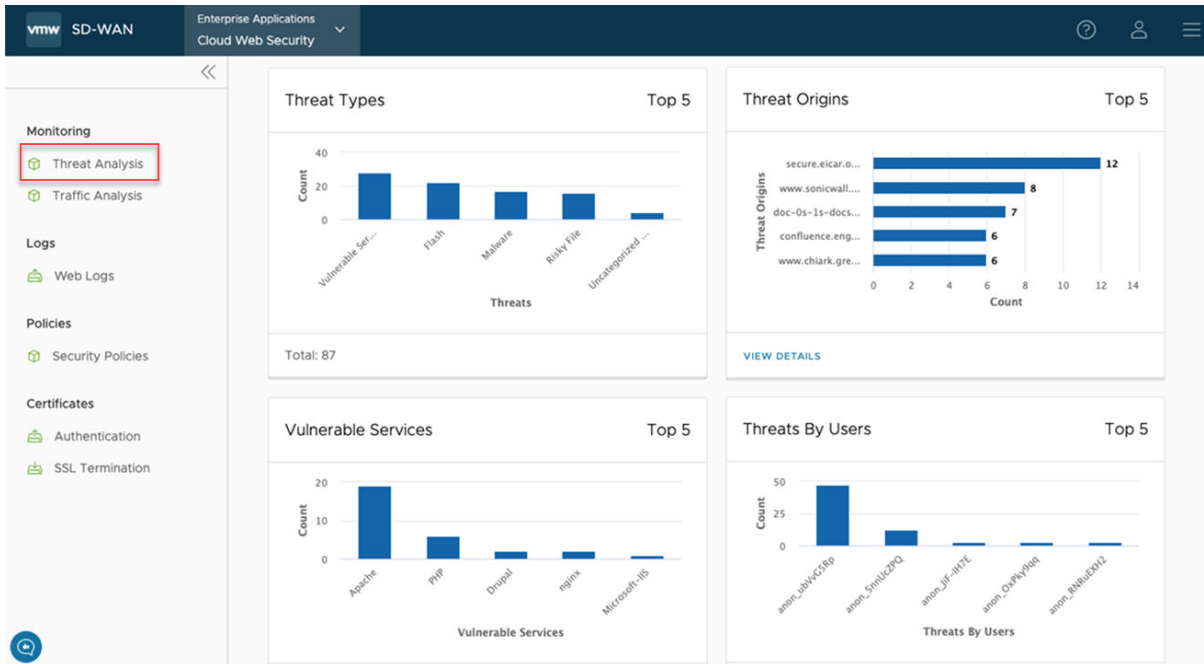 vmw SD-WAN
Enterprise Applications
Cloud Web Security
Monitoring
Threat Analysis
Traffic Analysis
Logs
Web Logs
Policies
Security Policies
Certificates
Authentication
SSL Termination
Threat Types Top 5
40
20
0
Count
Vulnerable Ser... Flash Malware Risky File Uncategorized ...
Threats
Total: 87
Threat Origins Top 5
Threat Origins
secure.eicar.o... 12
www.sonicwall.... 8
doc-0s-1s-docs... 7
confluence.eng... 6
www.chiark.gre... 6
0 2 4 6 8 10 12 14
Count
VIEW DETAILS
Vulnerable Services Top 5
20
10
0
Count
Apache PHP Drupal nginx Microsoft-IIS
Vulnerable Services
Threats By Users Top 5
50
25
0
Count
anon_ubVvG5Rp anon_5nnUcZPQ anon_JiF-IH7E anon_OxPky9qq anon_RNRuEXH2
Threats By Users